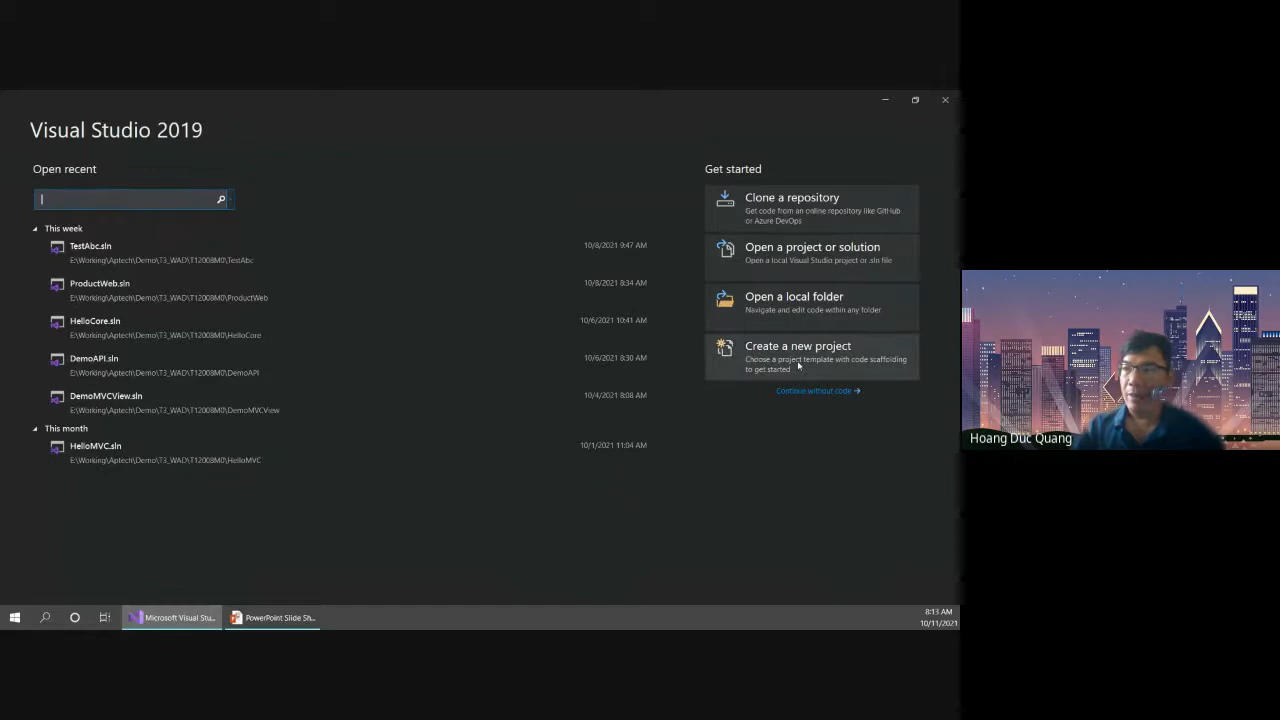 Visual Studio 2019
Open recent
This week
TestAbc.sln
10/8/2021 9:47 AM
E:\Working\Aptech\Demo\T3_WAD\T12008M0\TestAbc
ProductWeb.sln
10/8/2021 8:34 AM
E:\Working\Aptech\Demo\T3_WAD\T12008M0\ProductWeb
HelloCore.sln
10/6/2021 10:41 AM
E:\Working\Aptech\Demo\T3_WAD\T12008M0\HelloCore
DemoAPI.sln
10/6/2021 8:30 AM
E:\Working\Aptech\Demo\T3_WAD\T12008M0\DemoAPI
DemoMVCView.sln
10/4/2021 8:08 AM
E:\Working\Aptech\Demo\T3_WAD\T12008M0\DemoMVCView
This month
HelloMVC.sln
10/1/2021 11:04 AM
E:\Working\Aptech\Demo\T3_WAD\T12008M0\HelloMVC
Get started
Clone a repository
Get code from an online repository like GitHub
or Azure DevOps
Open a project or solution
Open a local Visual Studio project or .sln file
Open a local folder
Navigate and edit code within any folder
Create a new project
Choose a project template with code scaffolding
to get started
Continue without code →
Hoang Duc Quang
Microsoft Visual Stu...
PowerPoint Slide Sh...
8:13 AM
10/11/2021